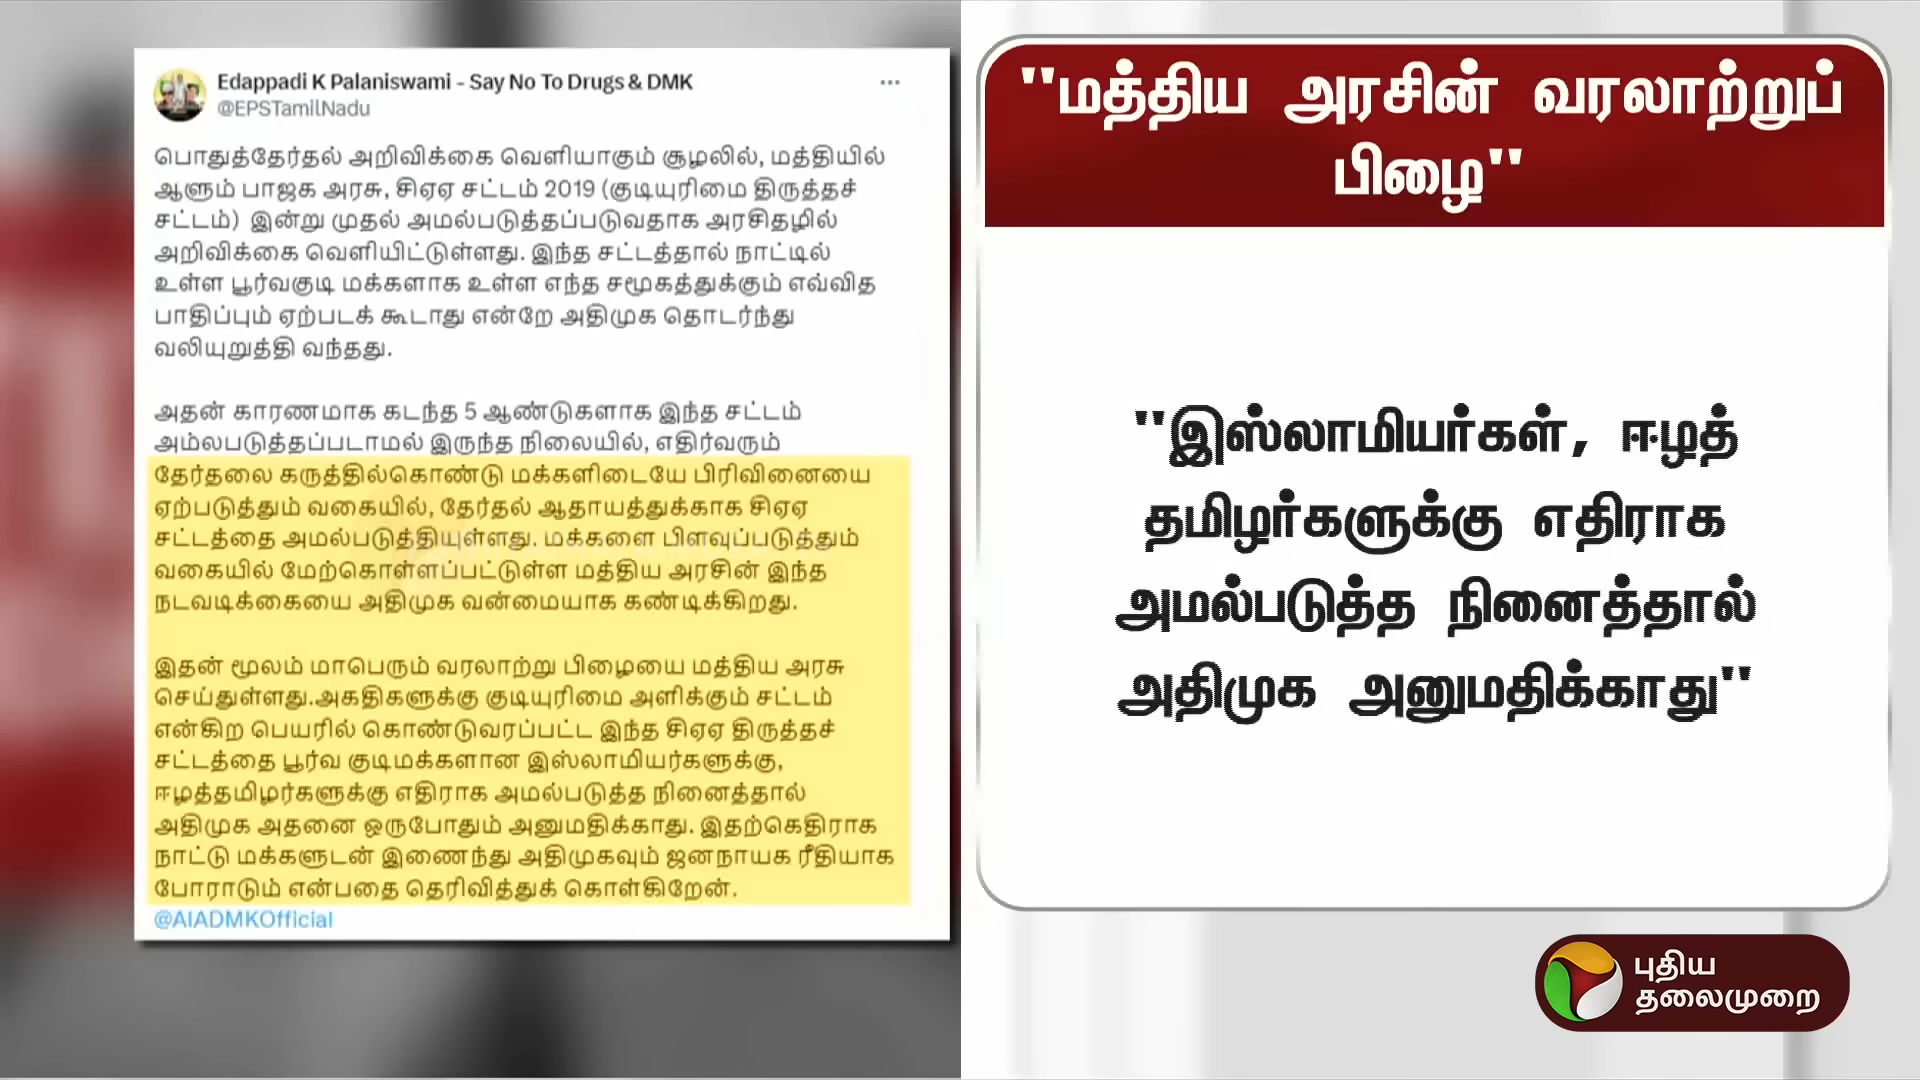 Edappadi K Palaniswami - Say No To Drugs & DMK
@EPSTamilNadu
பொதுத்தேர்தல் அறிவிக்கை வெளியாகும் சூழலில், மத்தியில்
ஆளும் பாஜக அரசு, சிஏஏ சட்டம் 2019 (குடியுரிமை திருத்தச்
சட்டம்) இன்று முதல் அமல்படுத்தப்படுவதாக அரசிதழில்
அறிவிக்கை வெளியிட்டுள்ளது. இந்த சட்டத்தால் நாட்டில்
உள்ள பூர்வகுடி மக்களாக உள்ள எந்த சமூகத்துக்கும் எவ்வித
பாதிப்பும் ஏற்படக் கூடாது என்றே அதிமுக தொடர்ந்து
வலியுறுத்தி வந்தது.
அதன் காரணமாக கடந்த 5 ஆண்டுகளாக இந்த சட்டம்
அம்லபடுத்தப்படாமல் இருந்த நிலையில், எதிர்வரும்
தேர்தலை கருத்தில்கொண்டு மக்களிடையே பிரிவினையை
ஏற்படுத்தும் வகையில், தேர்தல் ஆதாயத்துக்காக சிஏஏ
சட்டத்தை அமல்படுத்தியுள்ளது. மக்களை பிளவுப்படுத்தும்
வகையில் மேற்கொள்ளப்பட்டுள்ள மத்திய அரசின் இந்த
நடவடிக்கையை அதிமுக வன்மையாக கண்டிக்கிறது.
இதன் மூலம் மாபெரும் வரலாற்று பிழையை மத்திய அரசு
செய்துள்ளது.அகதிகளுக்கு குடியுரிமை அளிக்கும் சட்டம்
என்கிற பெயரில் கொண்டுவரப்பட்ட இந்த சிஏஏ திருத்தச்
சட்டத்தை பூர்வ குடிமக்களான இஸ்லாமியர்களுக்கு,
ஈழத்தமிழர்களுக்கு எதிராக அமல்படுத்த நினைத்தால்
அதிமுக அதனை ஒருபோதும் அனுமதிக்காது. இதற்கெதிராக
நாட்டு மக்களுடன் இணைந்து அதிமுகவும் ஜனநாயக ரீதியாக
போராடும் என்பதை தெரிவித்துக் கொள்கிறேன்.
@AIADMKOfficial
"மத்திய அரசின் வரலாற்றுப்
பிழை"
"இஸ்லாமியர்கள், ஈழத்
தமிழர்களுக்கு எதிராக
அமல்படுத்த நினைத்தால்
அதிமுக அனுமதிக்காது"
புதிய
தலைமுறை